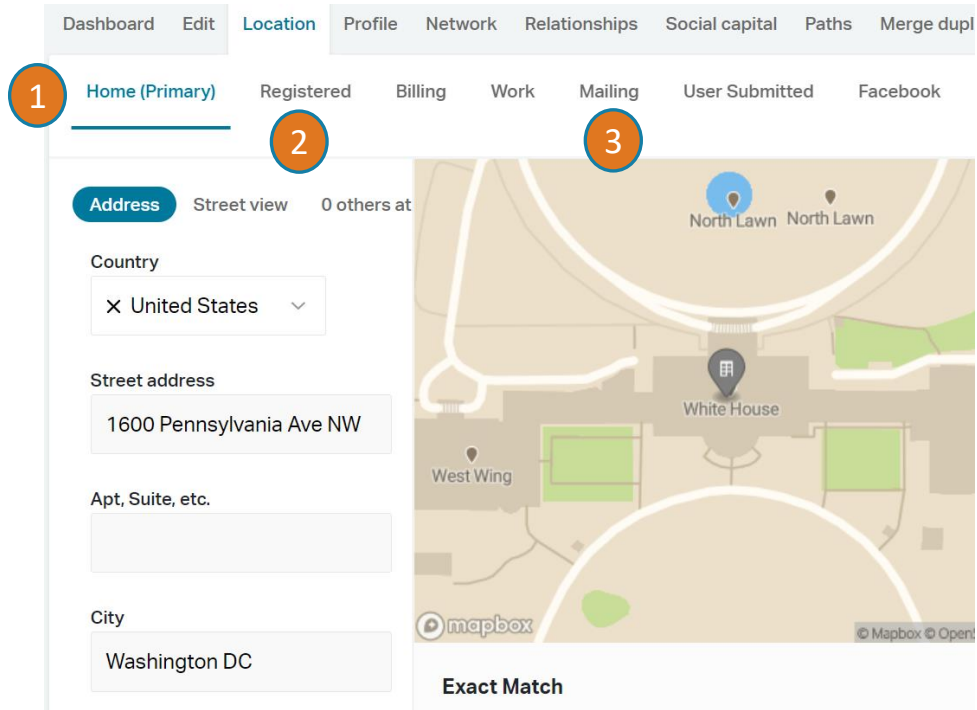 Dashboard Edit Location Profile Network Relationships Social capital Paths Merge dupl
1 Home (Primary) Registered Billing Work Mailing User Submitted Facebook
2 3
Address Street view 0 others at
North Lawn North Lawn
Country
× United States
Street address
White House
1600 Pennsylvania Ave NW
West Wing
Apt, Suite, etc.
City
mapbox
© Mapbox © OpenS
Washington DC
Exact Match